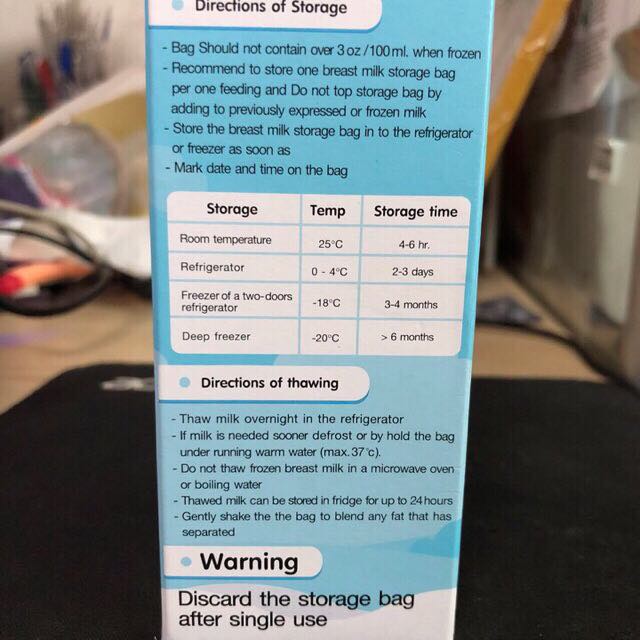 Directions of Storage
- Bag Should not contain over 3 oz /100 ml. when frozen
- Recommend to store one breast milk storage bag
per one feeding and Do not top storage bag by
adding to previously expressed or frozen milk
- Store the breast milk storage bag in to the refrigerator
or freezer as soon as
- Mark date and time on the bag
Storage Temp Storage time
Room temperature 25°C 4-6 hr.
Refrigerator 0 - 4°C 2-3 days
Freezer of a two-doors
refrigerator -18°C 3-4 months
Deep freezer -20°C > 6 months
Directions of thawing
- Thaw milk overnight in the refrigerator
- If milk is needed sooner defrost or by hold the bag
under running warm water (max. 37 °c).
- Do not thaw frozen breast milk in a microwave oven
or boiling water
- Thawed milk can be stored in fridge for up to 24 hours
- Gently shake the the bag to blend any fat that has
separated
Warning
Discard the storage bag
after single use